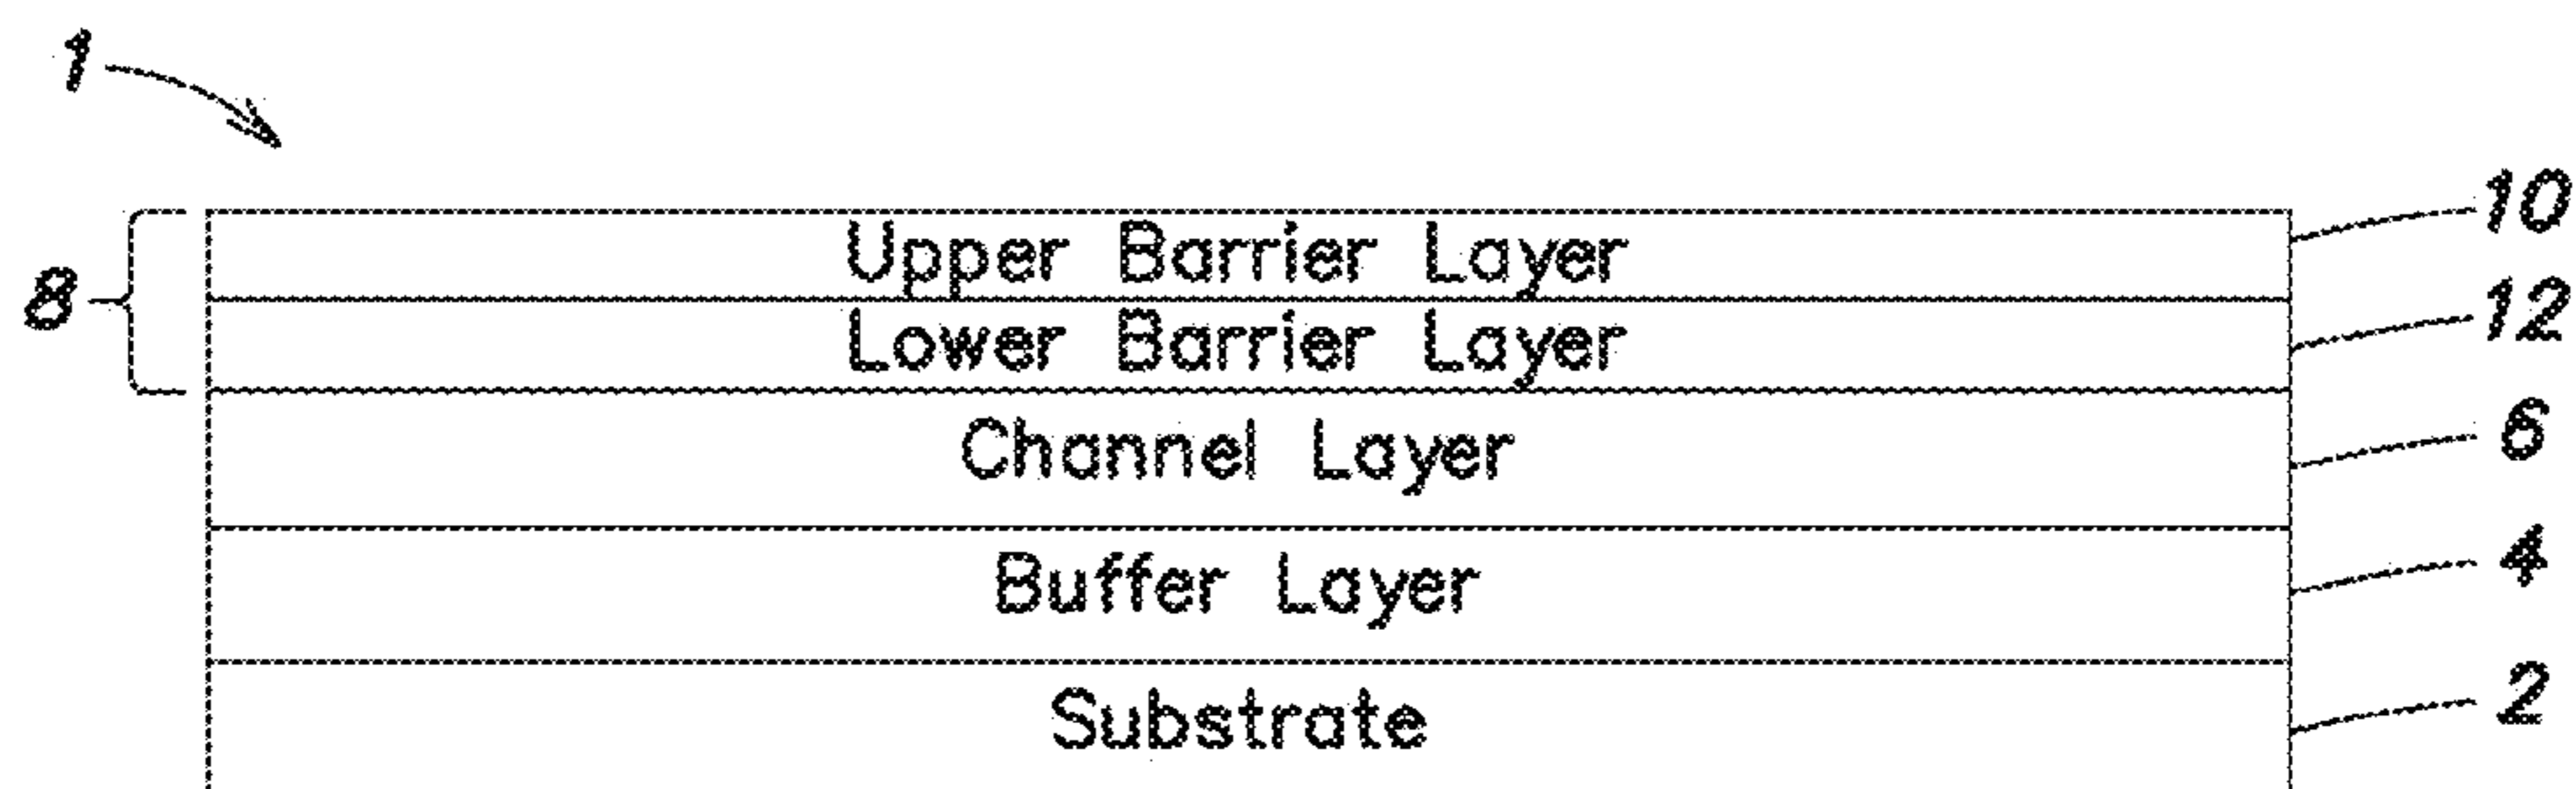 1
10
Upper Barrier Layer
8
12
Lower Barrier Layer
6
Channel Layer
4
Buffer Layer
2
Substrate